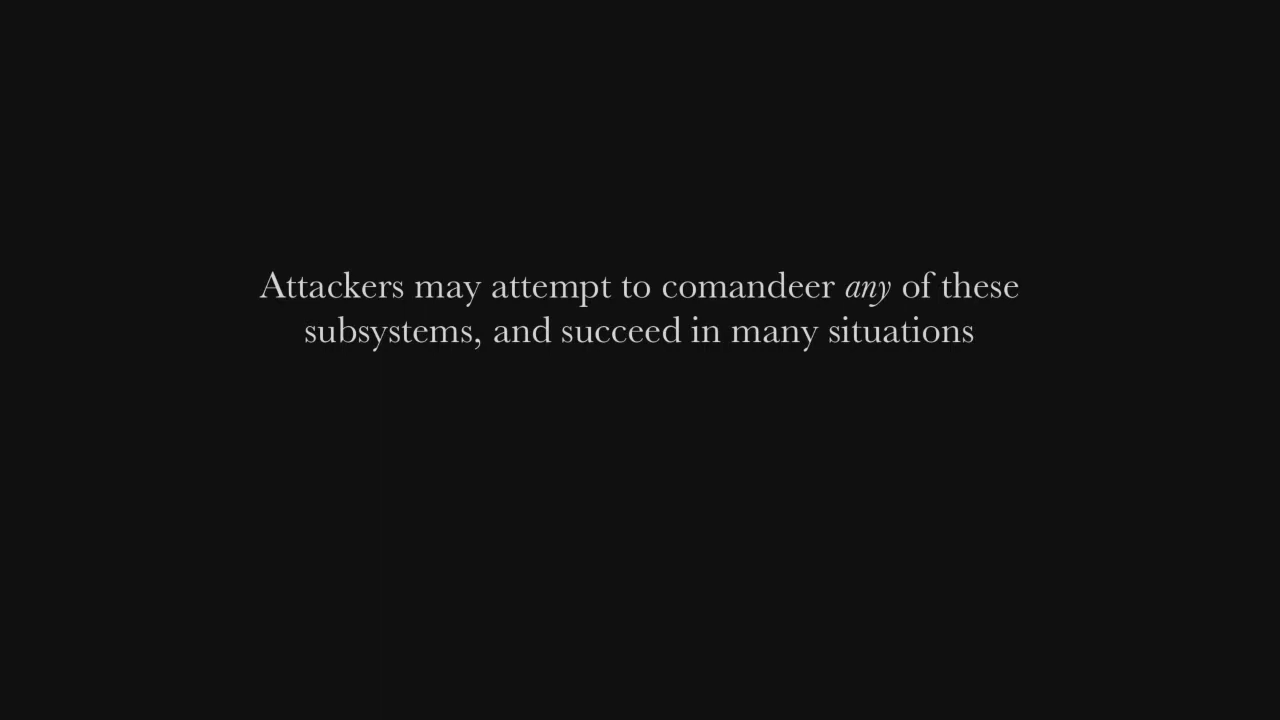 Attackers may attempt to comandeer any of these
subsystems, and succeed in many situations